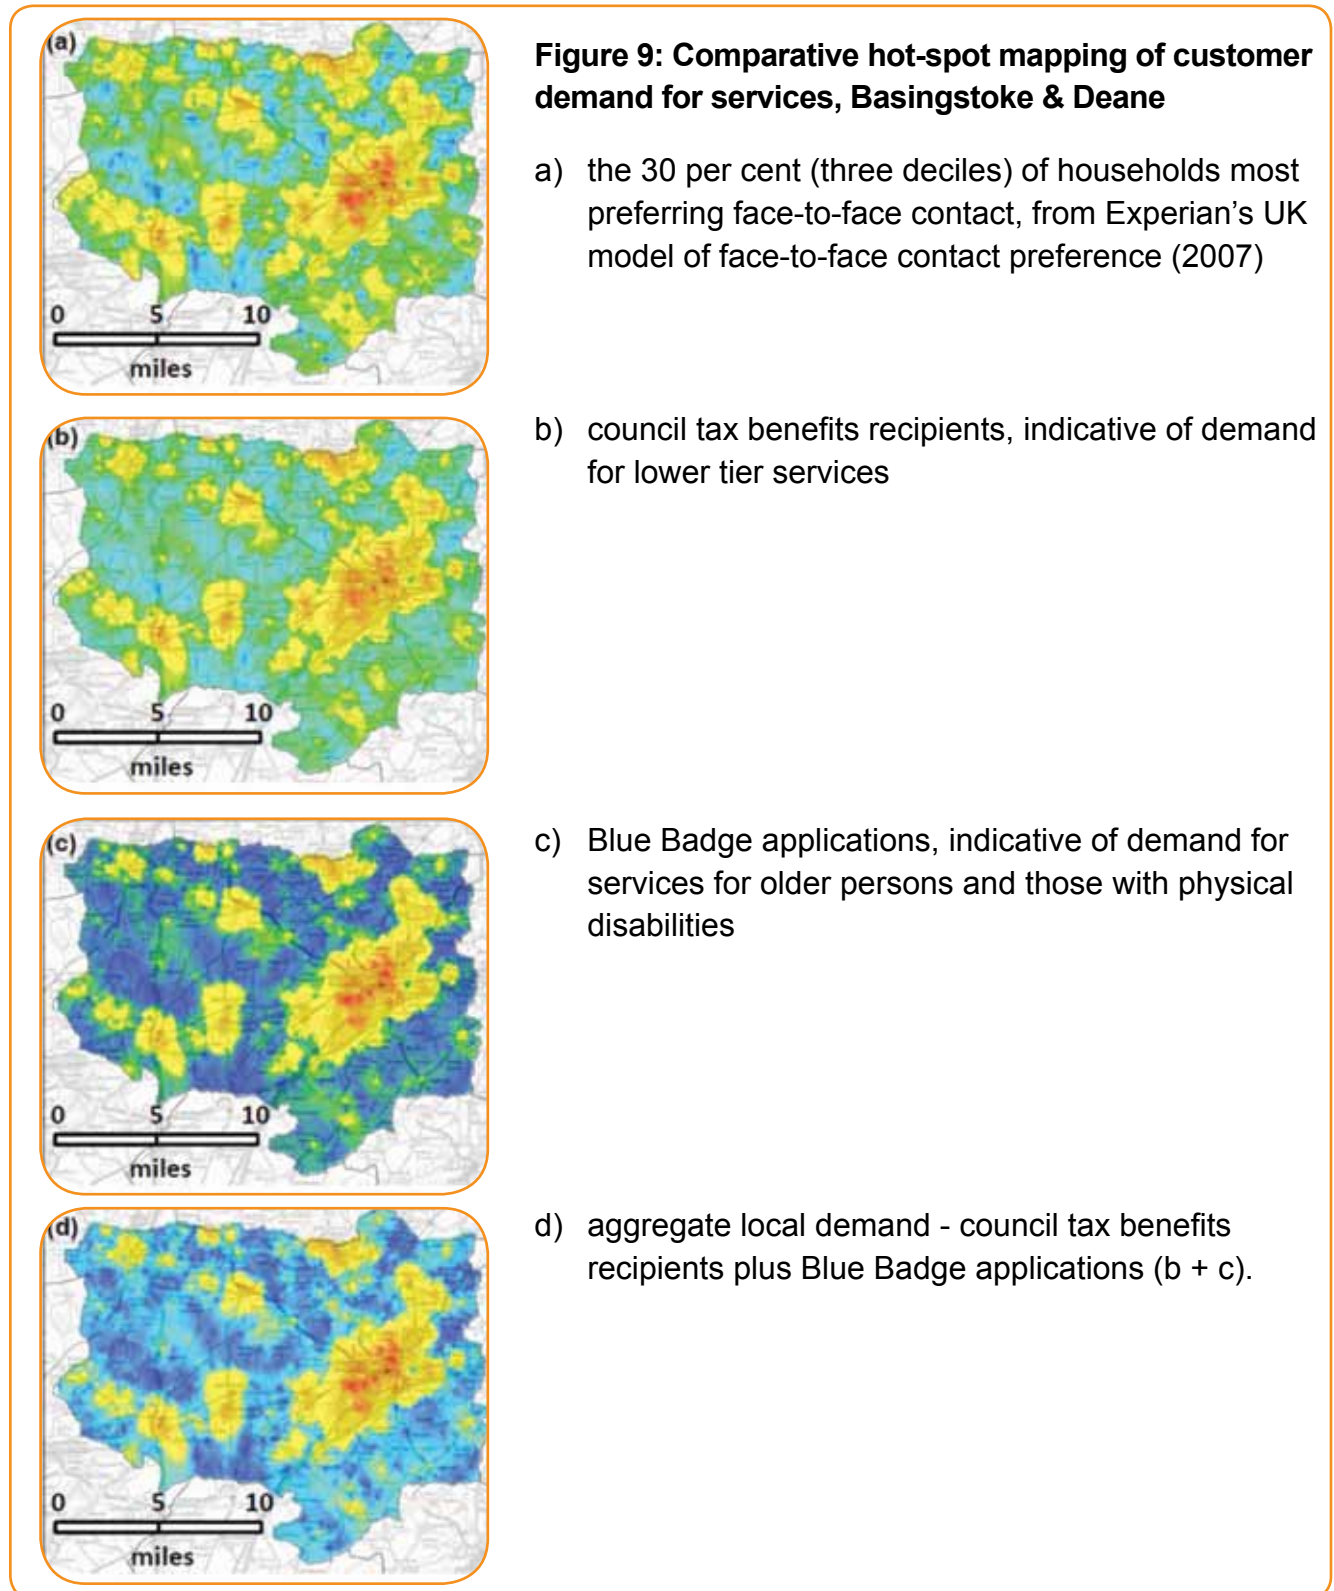 (a)
0 5 10
miles
Figure 9: Comparative hot-spot mapping of customer
demand for services, Basingstoke & Deane
a) the 30 per cent (three deciles) of households most
preferring face-to-face contact, from Experian’s UK
model of face-to-face contact preference (2007)
(b)
0 5 10
miles
b) council tax benefits recipients, indicative of demand
for lower tier services
(c)
0 5 10
miles
c) Blue Badge applications, indicative of demand for
services for older persons and those with physical
disabilities
(d)
0 5 10
miles
d) aggregate local demand - council tax benefits
recipients plus Blue Badge applications (b + c).